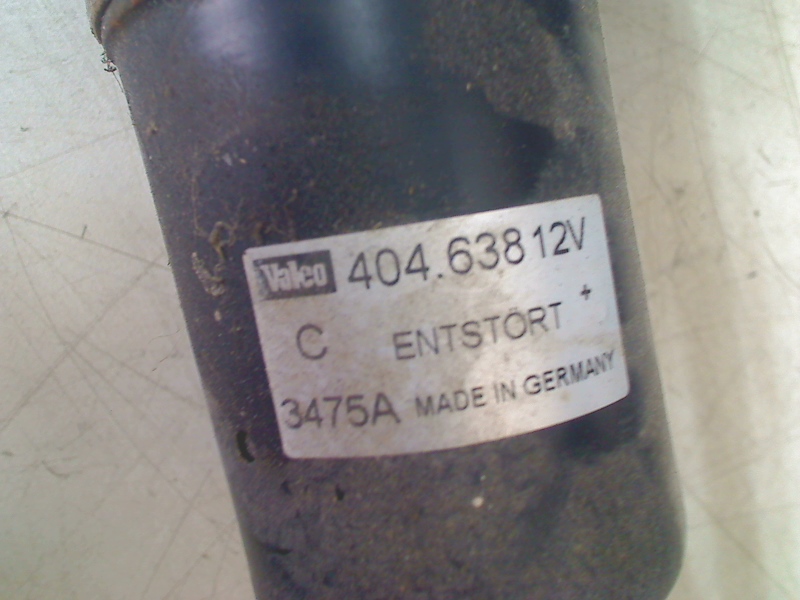 Valeo 404.638 12V
C ENTSTÖRT +
3475A MADE IN GERMANY